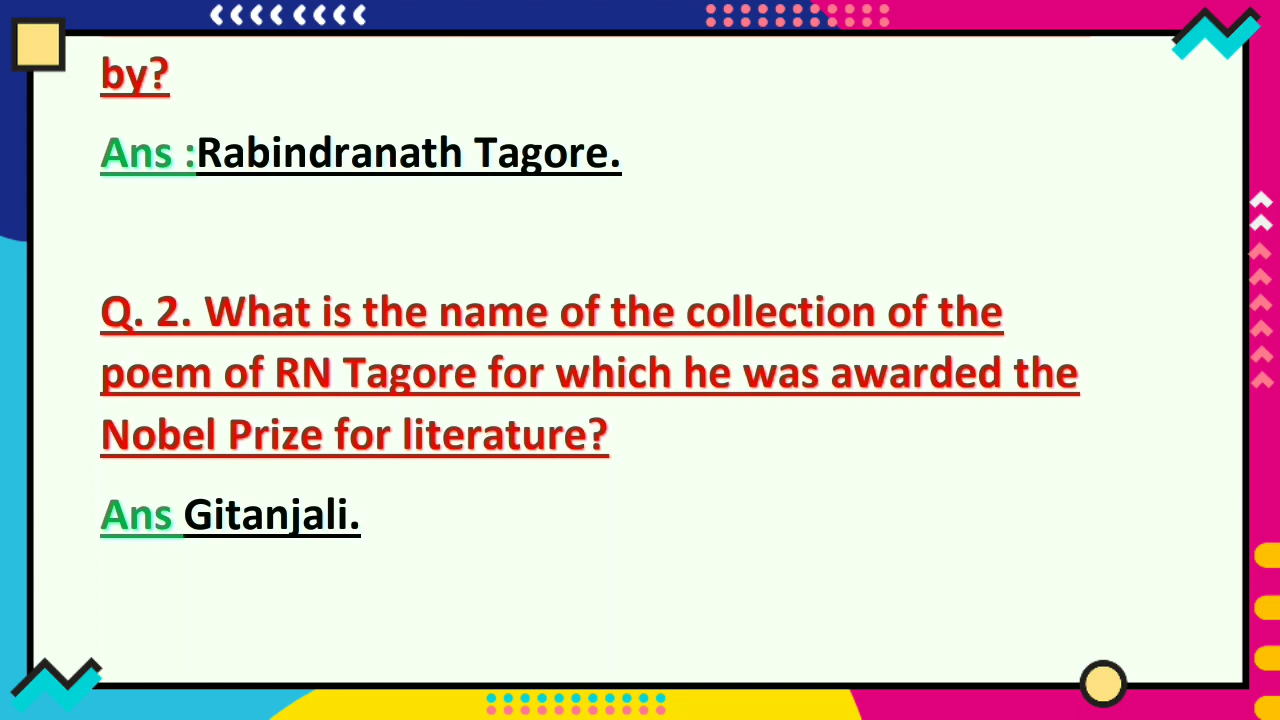 by?
Ans :Rabindranath Tagore.
Q. 2. What is the name of the collection of the
poem of RN Tagore for which he was awarded the
Nobel Prize for literature?
Ans Gitanjali.